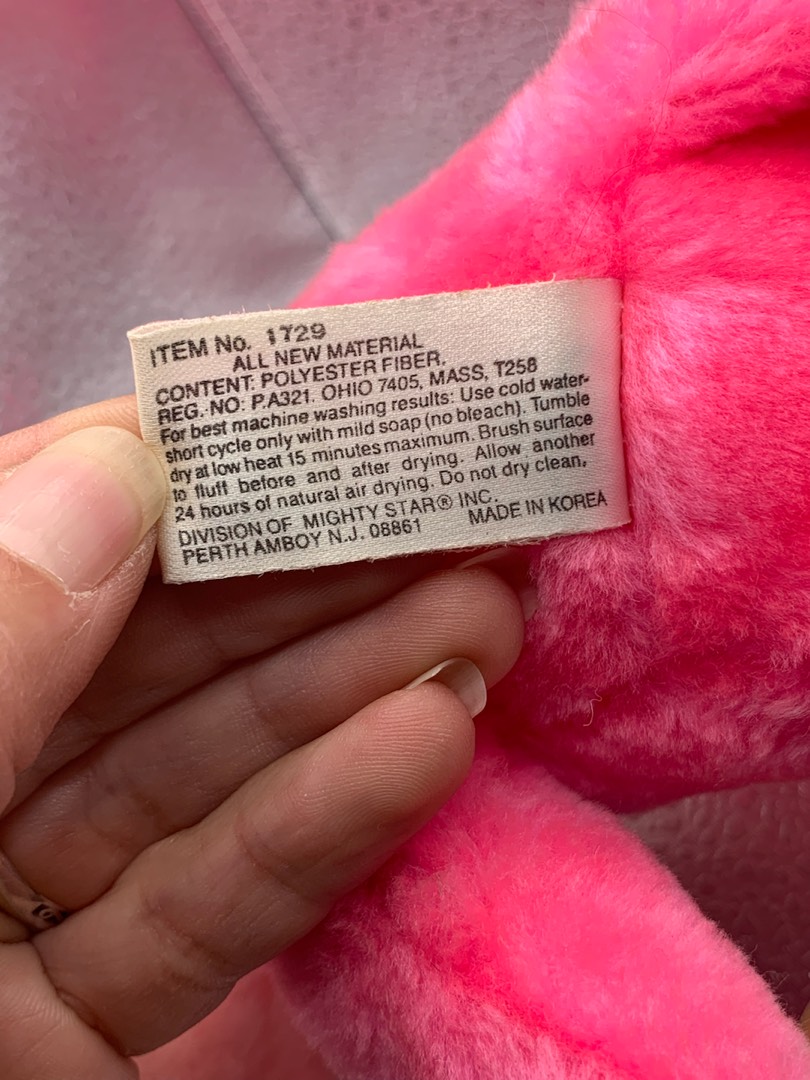 ITEM No. 1729
ALL NEW MATERIAL
CONTENT: POLYESTER FIBER.
REG.-NO: P.A321. OHIO 7405, MASS, T258
For best machine washing results: Use cold water-
short cycle only with mild soap (no bleach). Tumble
dry at low heat 15 minutes maximum. Brush surface
to fluff before and after drying. Allow another
24 hours of natural air drying. Do not dry clean.
DIVISION OF MIGHTY STAR® INC.
PERTH AMBOY N.J. 08861 MADE IN KOREA